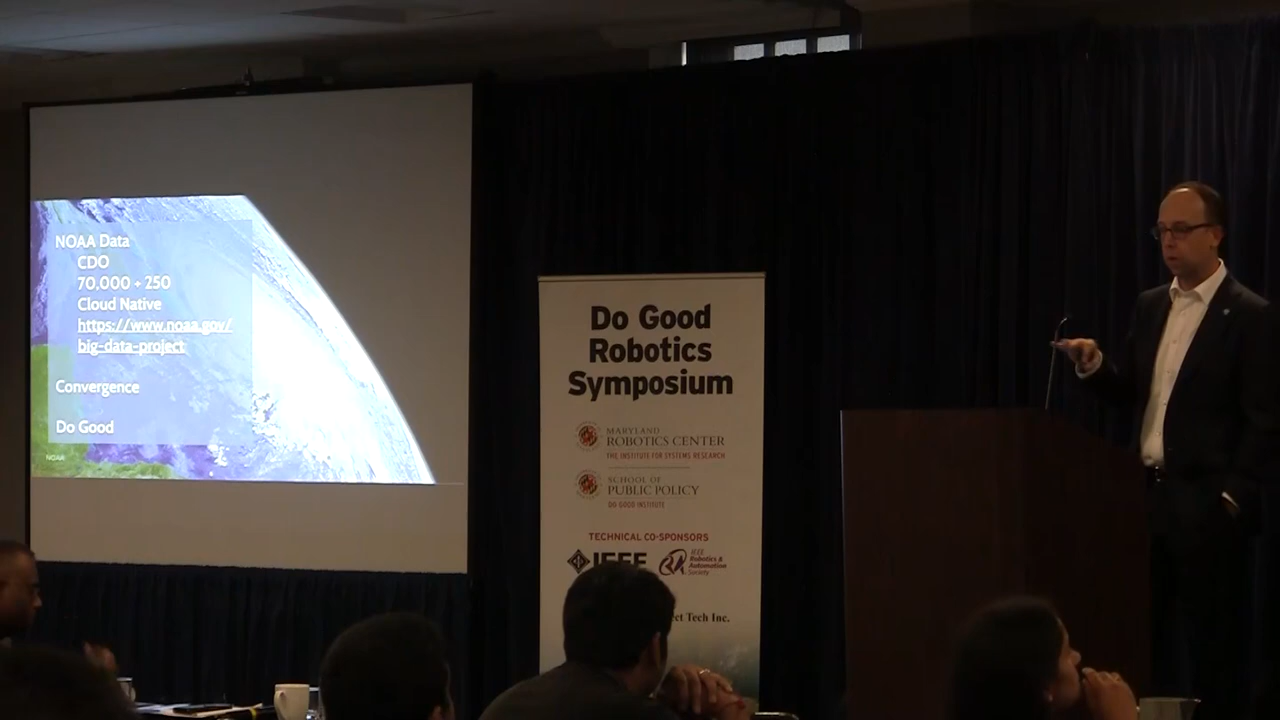 NOAA Data
CDO
70,000 + 250
Cloud Native
https://www.noaa.gov/
big-data-project
Convergence
Do Good
NOAA
Do Good
Robotics
Symposium
MARYLAND
ROBOTICS CENTER
THE INSTITUTE FOR SYSTEMS RESEARCH
SCHOOL OF
PUBLIC POLICY
DO GOOD INSTITUTE
TECHNICAL CO-SPONSORS
IEEE
IEEE
Robotics &
Automation
Society
Tech Inc.